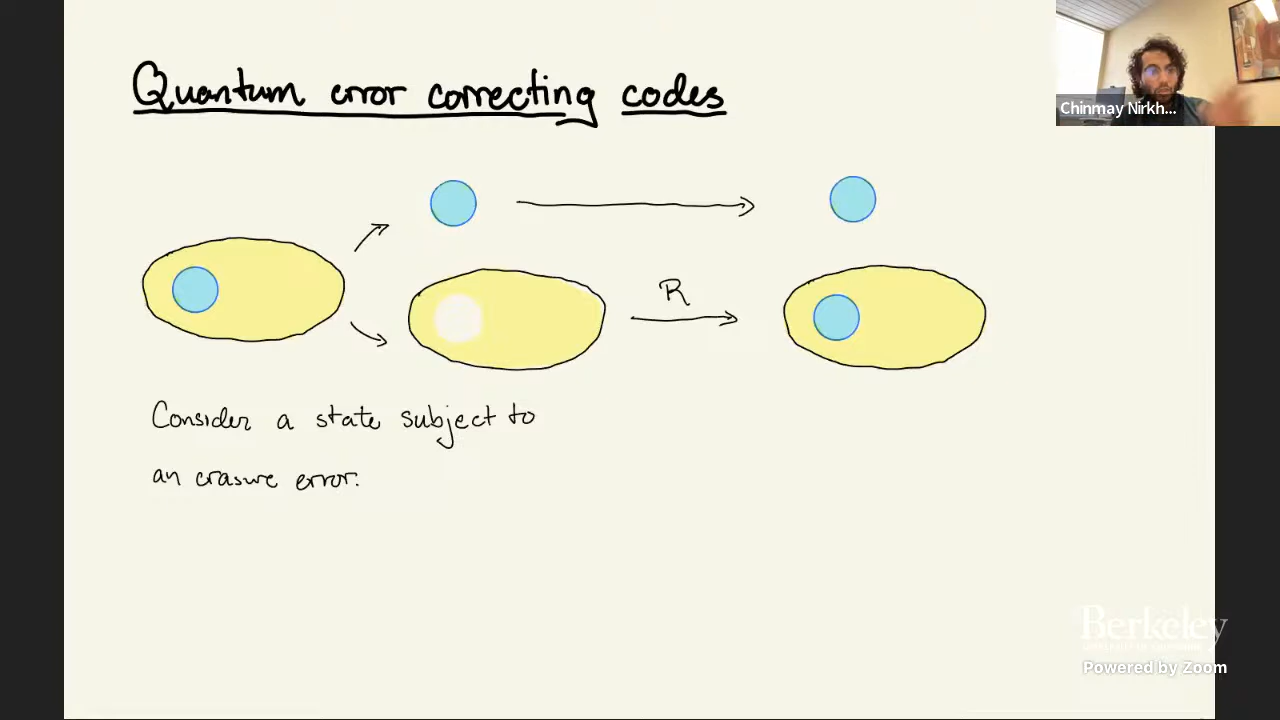 Quantum error correcting codes
Chinmay Nirkh...
R
Consider a state subject to
an erasure error.
Berkeley
Powered by Zoom